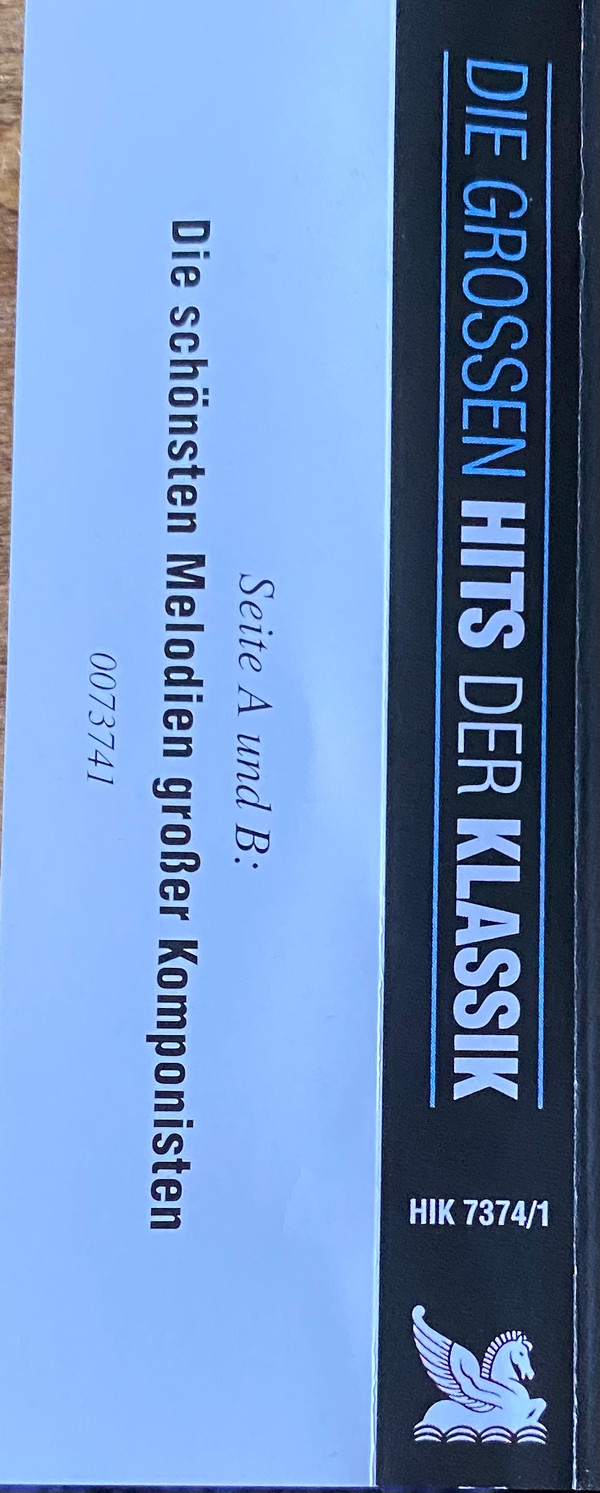 DIE GROSSEN HITS DER KLASSIK
HIK 7374/1
Seite A und B:
Die schönsten Melodien großer Komponisten
0073741